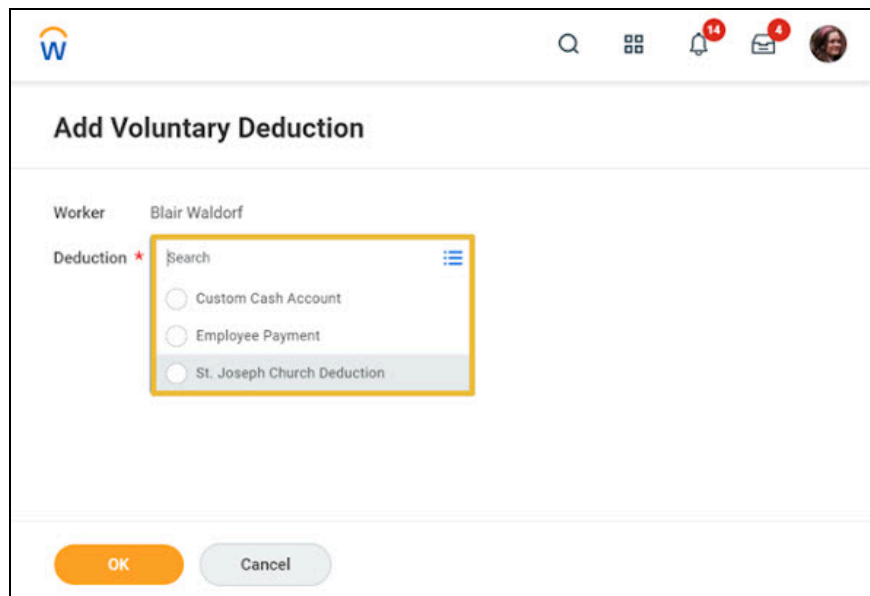 W
14
4
Add Voluntary Deduction
Worker Blair Waldorf
Deduction * Search
Custom Cash Account
Employee Payment
St. Joseph Church Deduction
OK Cancel